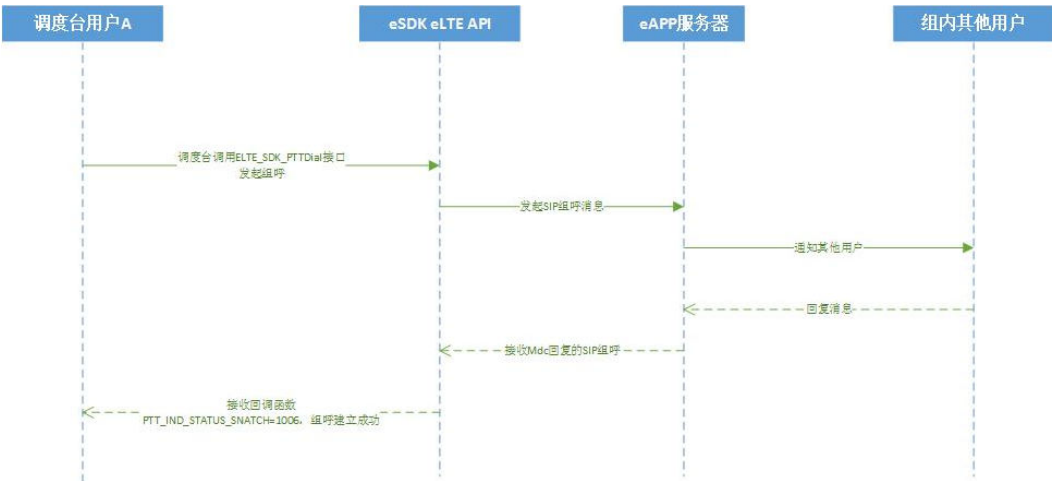 调度台用户A
eSDK eLTE API
eAPP服务器
组内其他用户
调度台调用ELTE_SDK_PTTDial接口
发起组呼
发起SIP组呼消息
通知其他用户
回复消息
接收Mdc回复的SIP组呼
接收回调函数
PTT_IND_STATUS_SNATCH=1006，组呼建立成功